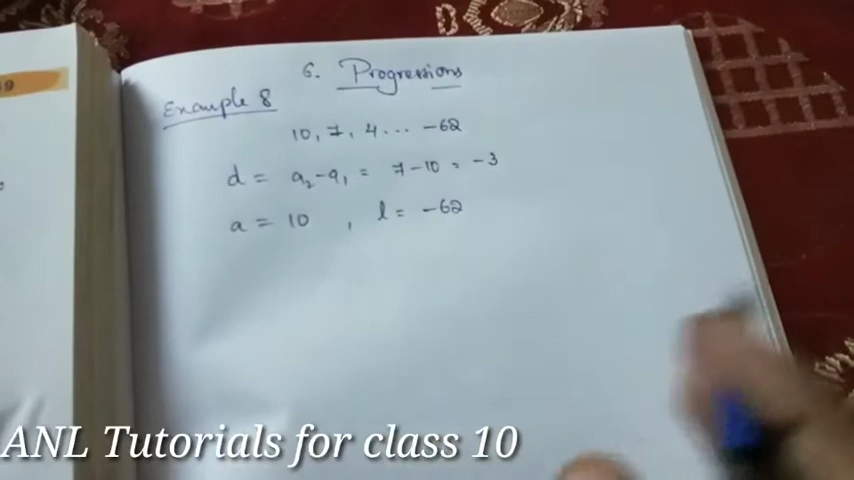 6. Progressions
Example 8
10, 7, 4... -62
d = a₂-a₁ = 7-10 = -3
a = 10 , l = -62
ANL Tutorials for class 10